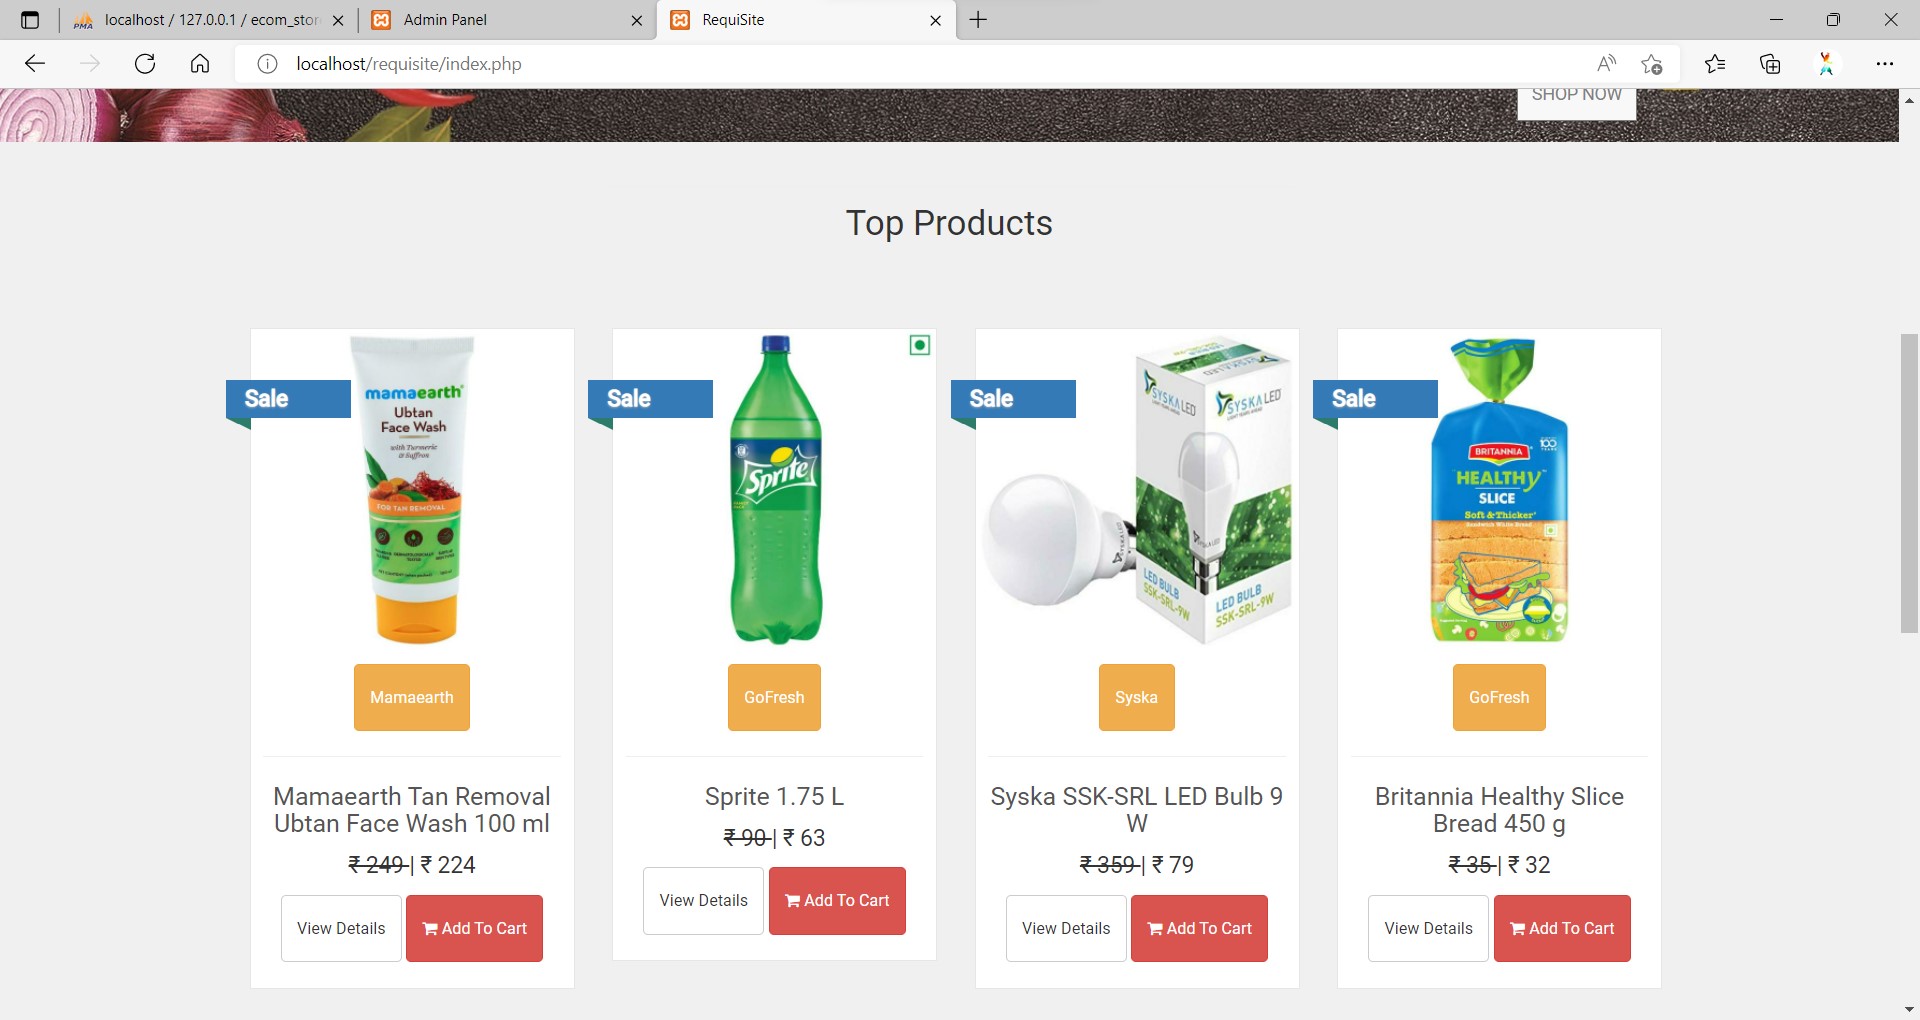 localhost / 127.0.0.1 / ecom_stor
Admin Panel
RequiSite
localhost/requisite/index.php
SHOP NOW
Top Products
Sale
mamaearth
Ubtan
Face Wash
with Turmeric
& Saffron
FOR TAN REMOVAL
Mamaearth
Mamaearth Tan Removal
Ubtan Face Wash 100 ml
₹ 249 | ₹ 224
View Details
Add To Cart
Sale
Sprite
GoFresh
Sprite 1.75 L
₹ 90 | ₹ 63
View Details
Add To Cart
Sale
SYSKA LED
SYSKA LED
LED BULB
SSK-SRL-9W
LED BULB
SSK-SRL-9W
Syska
Syska SSK-SRL LED Bulb 9
W
₹ 359 | ₹ 79
View Details
Add To Cart
Sale
100
BRITANNIA
HEALTHY
SLICE
Soft & Thicker
Sandwich White Bread
GoFresh
Britannia Healthy Slice
Bread 450 g
₹ 35 | ₹ 32
View Details
Add To Cart